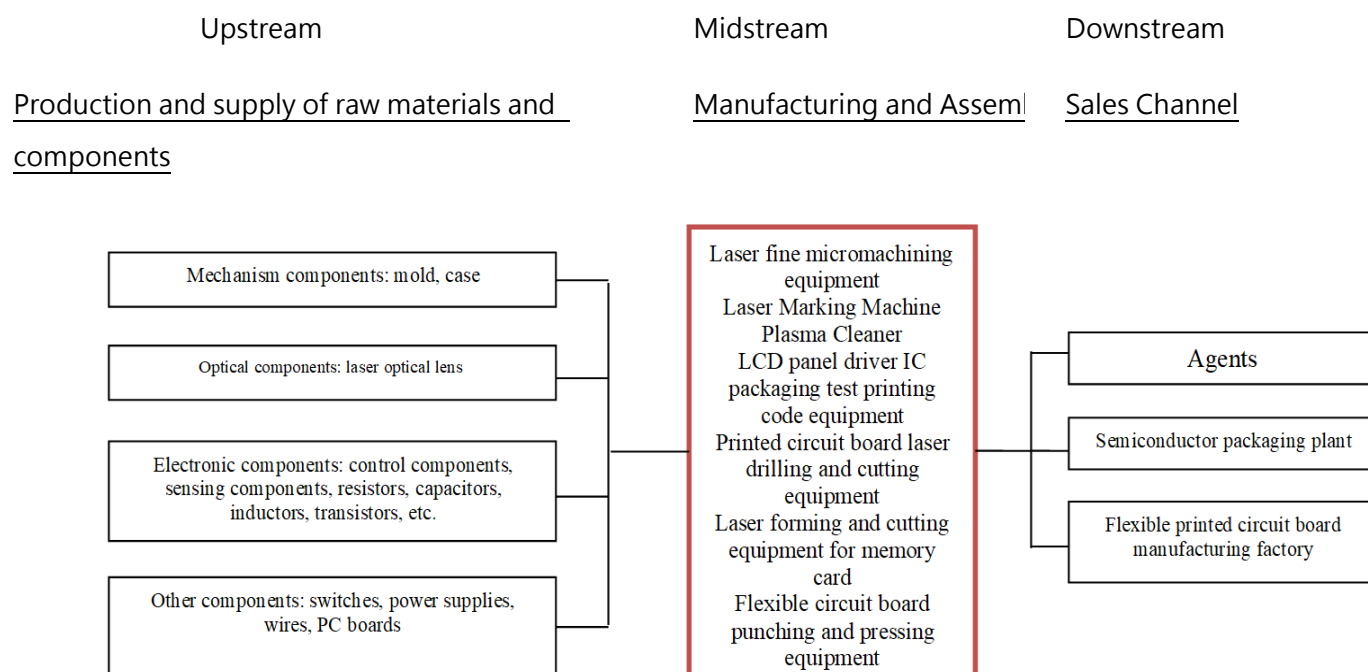 Upstream
Midstream
Downstream
Production and supply of raw materials and
components
Manufacturing and
Sales Channel
Mechanism components: mold, case
Optical components: laser optical lens
Electronic components: control components,
sensing components, resistors, capacitors,
inductors, transistors, etc.
Other components: switches, power supplies,
wires, PC boards
Laser fine micromachining
equipment
Laser Marking Machine
Plasma Cleaner
LCD panel driver IC
packaging test printing
code equipment
Printed circuit board laser
drilling and cutting
equipment
Laser forming and cutting
equipment for memory
card
Flexible circuit board
punching and pressing
equipment
Agents
Semiconductor packaging plant
Flexible printed circuit board
manufacturing factory